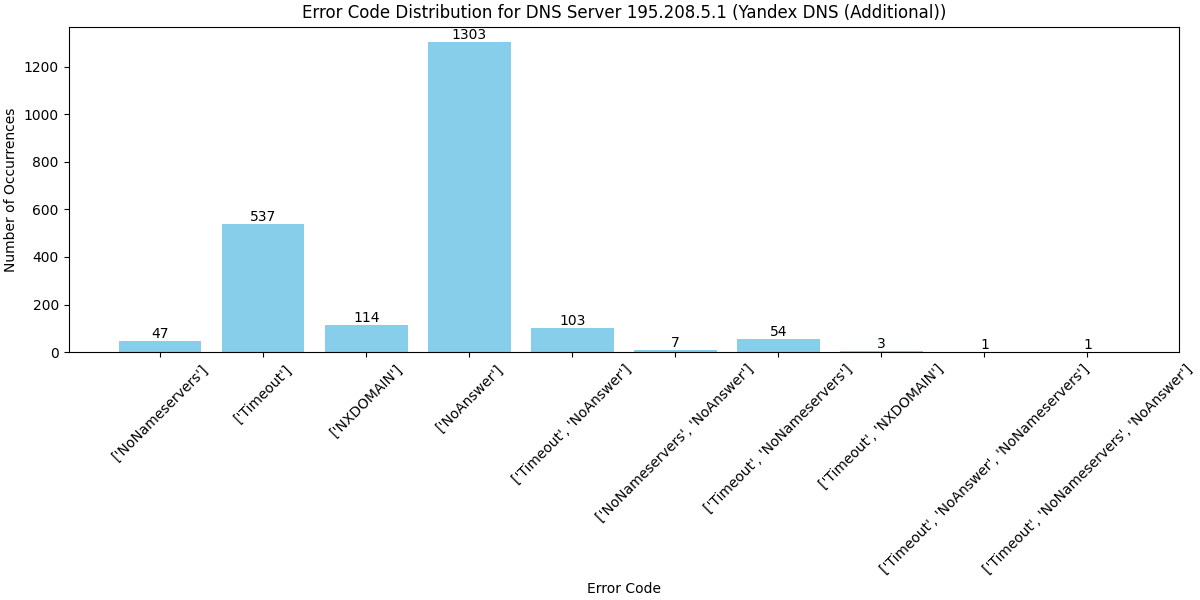 Error Code Distribution for DNS Server 195.208.5.1 (Yandex DNS (Additional))
Number of Occurrences
1200
1000
800
600
400
200
0
47
537
114
1303
103
7
54
3
1
1
['NoNameservers']
['Timeout']
['NXDOMAIN']
['NoAnswer']
['Timeout', 'NoAnswer']
['NoNameservers', 'NoAnswer']
['Timeout', 'NoNameservers']
['Timeout', 'NXDOMAIN']
['Timeout', 'NoAnswer', 'NoNameservers']
['Timeout', 'NoNameservers', 'NoAnswer']
Error Code